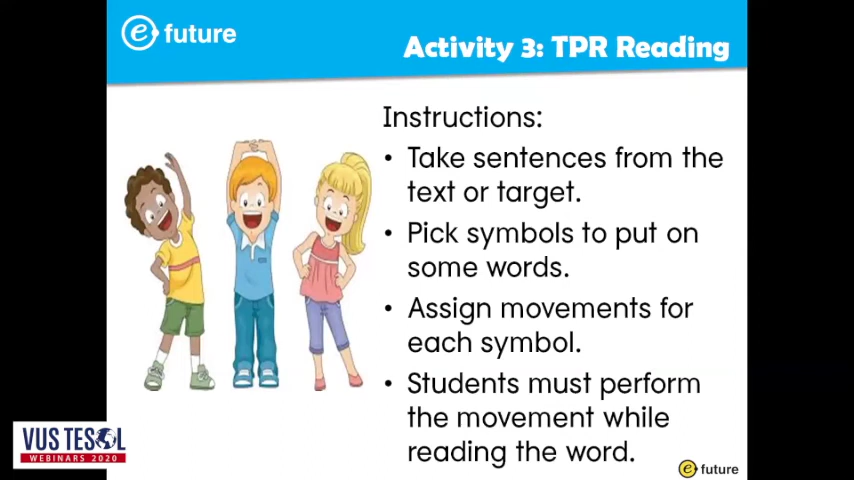 e future
Activity 3: TPR Reading
Instructions:
• Take sentences from the
text or target.
• Pick symbols to put on
some words.
• Assign movements for
each symbol.
• Students must perform
the movement while
reading the word.
VUS TESOL
WEBINARS 2020
e future